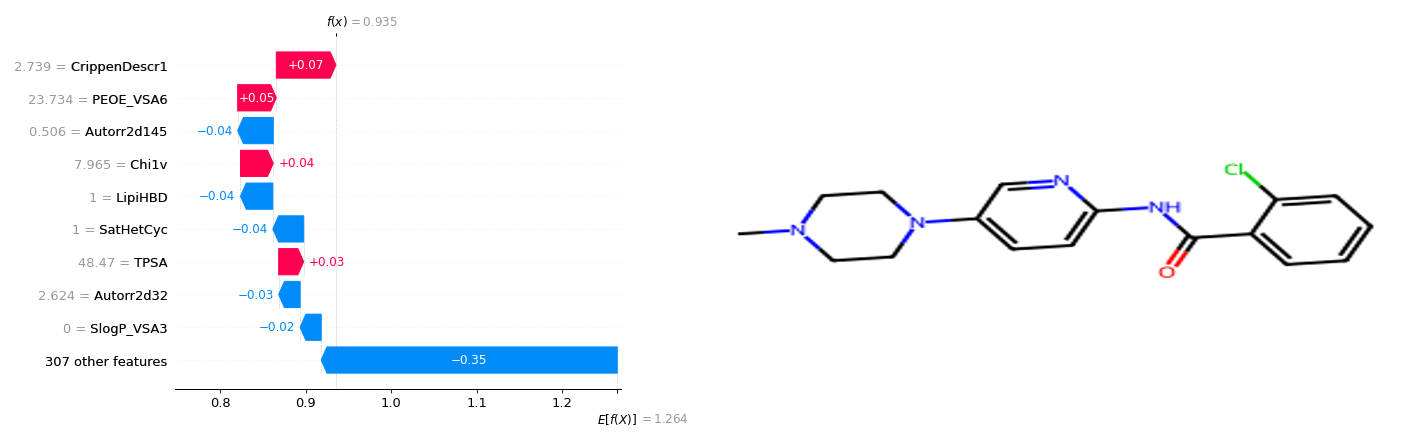 f(x) = 0.935
2.739 = CrippenDescr1
+0.07
23.734 = PEOE_VSA6
+0.05
0.506 = Autorr2d145
−0.04
7.965 = Chi1v
+0.04
1 = LipiHBD
−0.04
1 = SatHetCyc
−0.04
48.47 = TPSA
+0.03
2.624 = Autorr2d32
−0.03
0 = SlogP_VSA3
−0.02
307 other features
−0.35
0.8 0.9 1.0 1.1 1.2
E[f(X)] = 1.264
Cl
N
NH
N
N
O